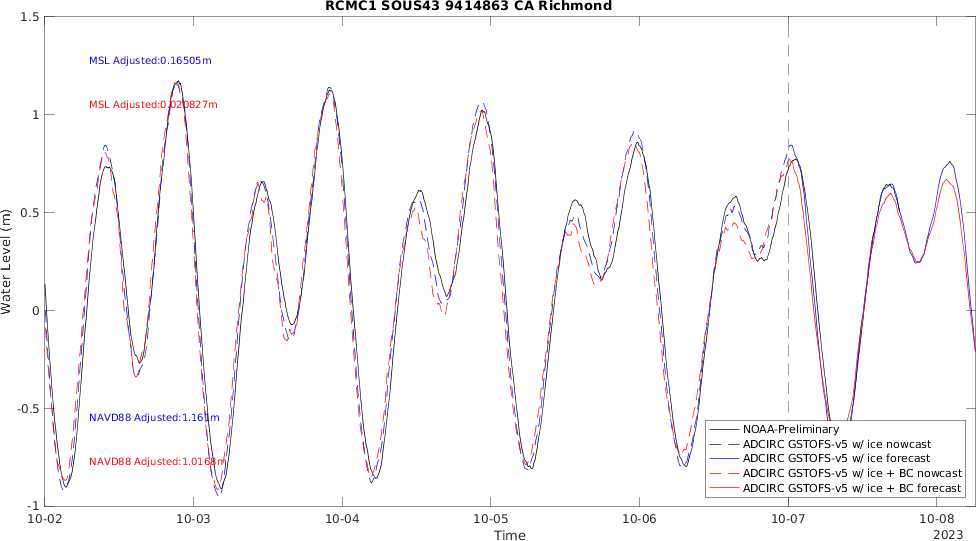 RCMC1 SOUS43 9414863 CA Richmond
1.5
MSL Adjusted:0.16505m
MSL Adjusted:0.020827m
1
0.5
Water Level (m)
0
-0.5
NAVD88 Adjusted:1.161m
NAVD88 Adjusted:1.0168m
NOAA-Preliminary
ADCIRC GSTOFS-v5 w/ ice nowcast
ADCIRC GSTOFS-v5 w/ ice forecast
ADCIRC GSTOFS-v5 w/ ice + BC nowcast
ADCIRC GSTOFS-v5 w/ ice + BC forecast
-1
10-02 10-03 10-04 10-05 10-06 10-07 10-08
Time
2023